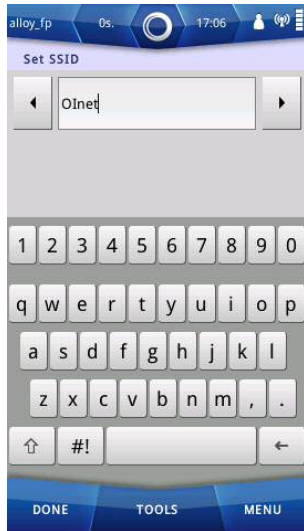 alloy_fp 0s. 17:06
Set SSID
OInet
1 2 3 4 5 6 7 8 9 0
q w e r t y u i o p
a s d f g h j k l
z x c v b n m , .
#!
DONE TOOLS MENU